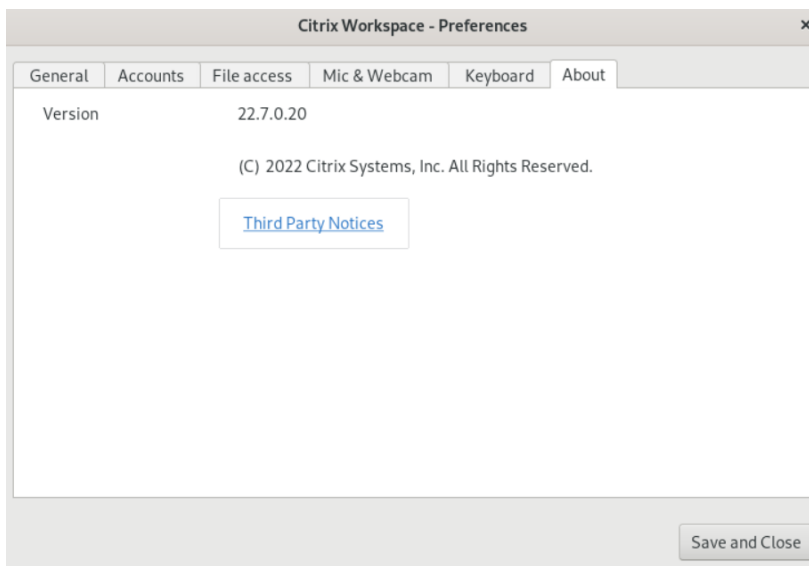 Citrix Workspace - Preferences
General Accounts File access Mic & Webcam Keyboard About
Version 22.7.0.20
(C) 2022 Citrix Systems, Inc. All Rights Reserved.
Third Party Notices
Save and Close